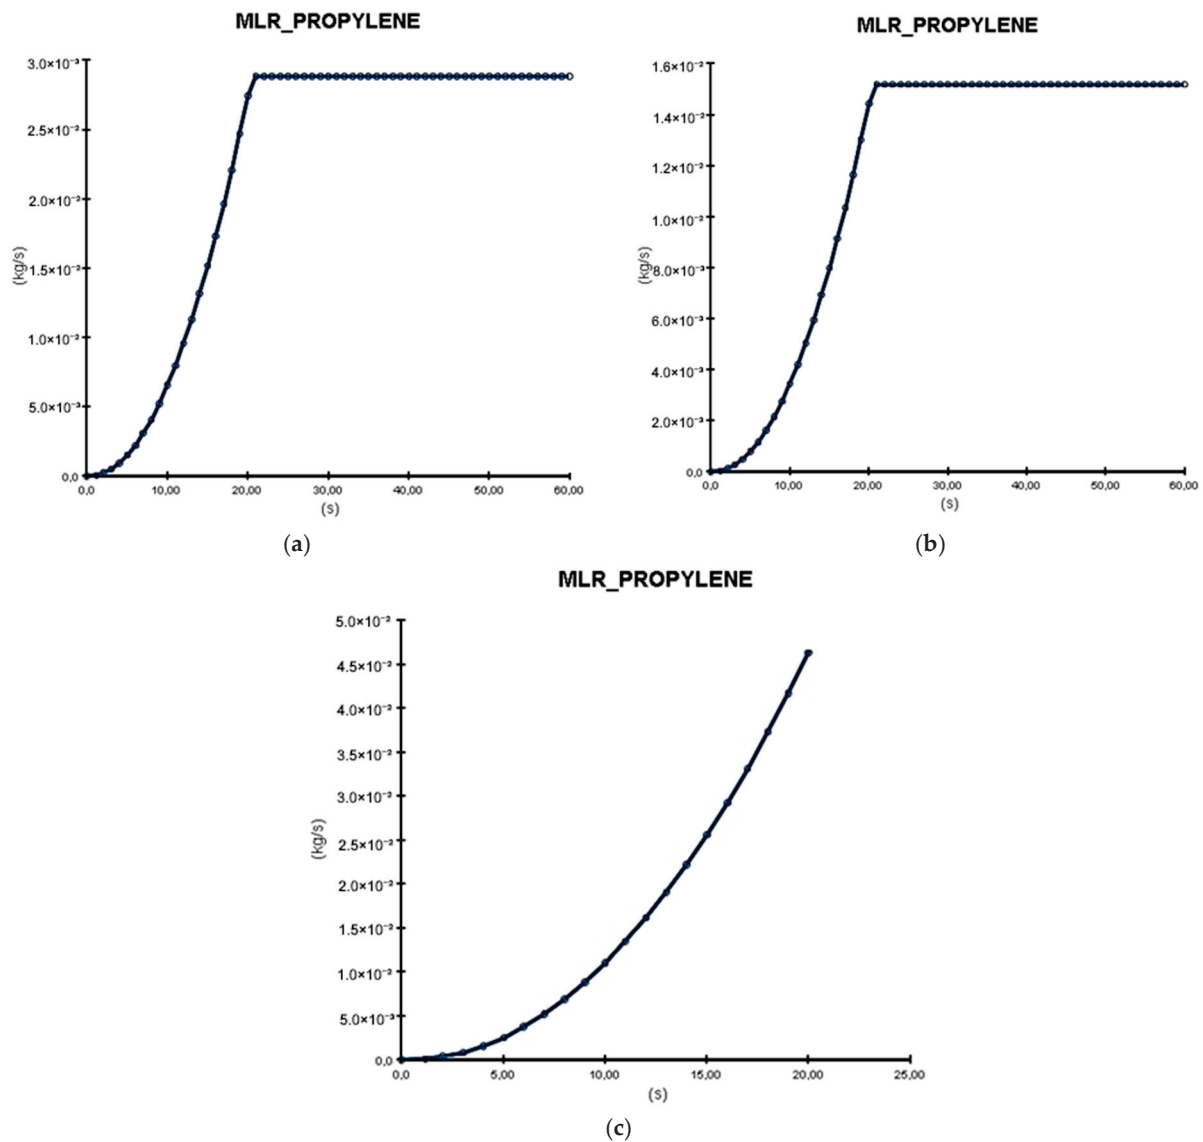 MLR_PROPYLENE
3.0×10⁻²
2.5×10⁻²
2.0×10⁻²
1.5×10⁻²
1.0×10⁻²
5.0×10⁻³
0,0
(kg/s)
0,0 10,00 20,00 30,00 40,00 50,00 60,00
(s)
(a)
MLR_PROPYLENE
1.6×10⁻²
1.4×10⁻²
1.2×10⁻²
1.0×10⁻²
8.0×10⁻³
6.0×10⁻³
4.0×10⁻³
2.0×10⁻³
0,0
(kg/s)
0,0 10,00 20,00 30,00 40,00 50,00 60,00
(s)
(b)
MLR_PROPYLENE
5.0×10⁻²
4.5×10⁻²
4.0×10⁻²
3.5×10⁻²
3.0×10⁻²
2.5×10⁻²
2.0×10⁻²
1.5×10⁻²
1.0×10⁻²
5.0×10⁻³
0,0
(kg/s)
0,0 5,00 10,00 15,00 20,00 25,00
(s)
(c)